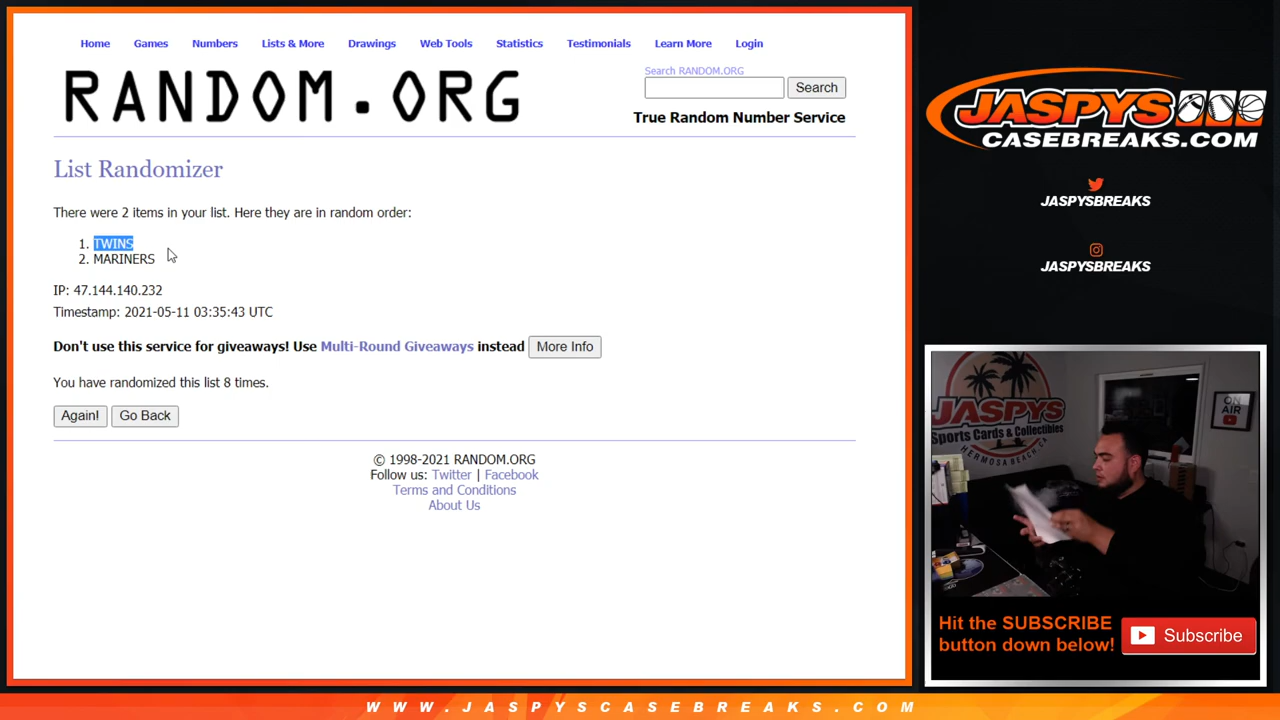 Home Games Numbers Lists & More Drawings Web Tools Statistics Testimonials Learn More Login
RANDOM.ORG
Search RANDOM.ORG
Search
True Random Number Service
List Randomizer
There were 2 items in your list. Here they are in random order:
1. TWINS
2. MARINERS
IP: 47.144.140.232
Timestamp: 2021-05-11 03:35:43 UTC
Don't use this service for giveaways! Use Multi-Round Giveaways instead More Info
You have randomized this list 8 times.
Again! Go Back
© 1998-2021 RANDOM.ORG
Follow us: Twitter | Facebook
Terms and Conditions
About Us
JASPYS
CASEBREAKS.COM
JASPYSBREAKS
JASPYSBREAKS
JASPYS
Sports Cards & Collectibles
HERMOSA BEACH, CA
ON
AIR
Hit the SUBSCRIBE
button down below!
Subscribe
WWW.JASPYSCASEBREAKS.COM